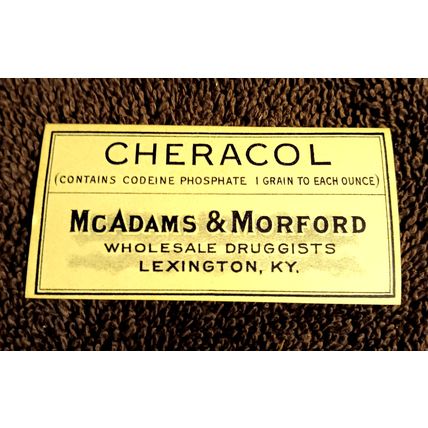 CHERACOL
(CONTAINS CODEINE PHOSPHATE 1 GRAIN TO EACH OUNCE)
MCADAMS & MORFORD
WHOLESALE DRUGGISTS
LEXINGTON, KY.